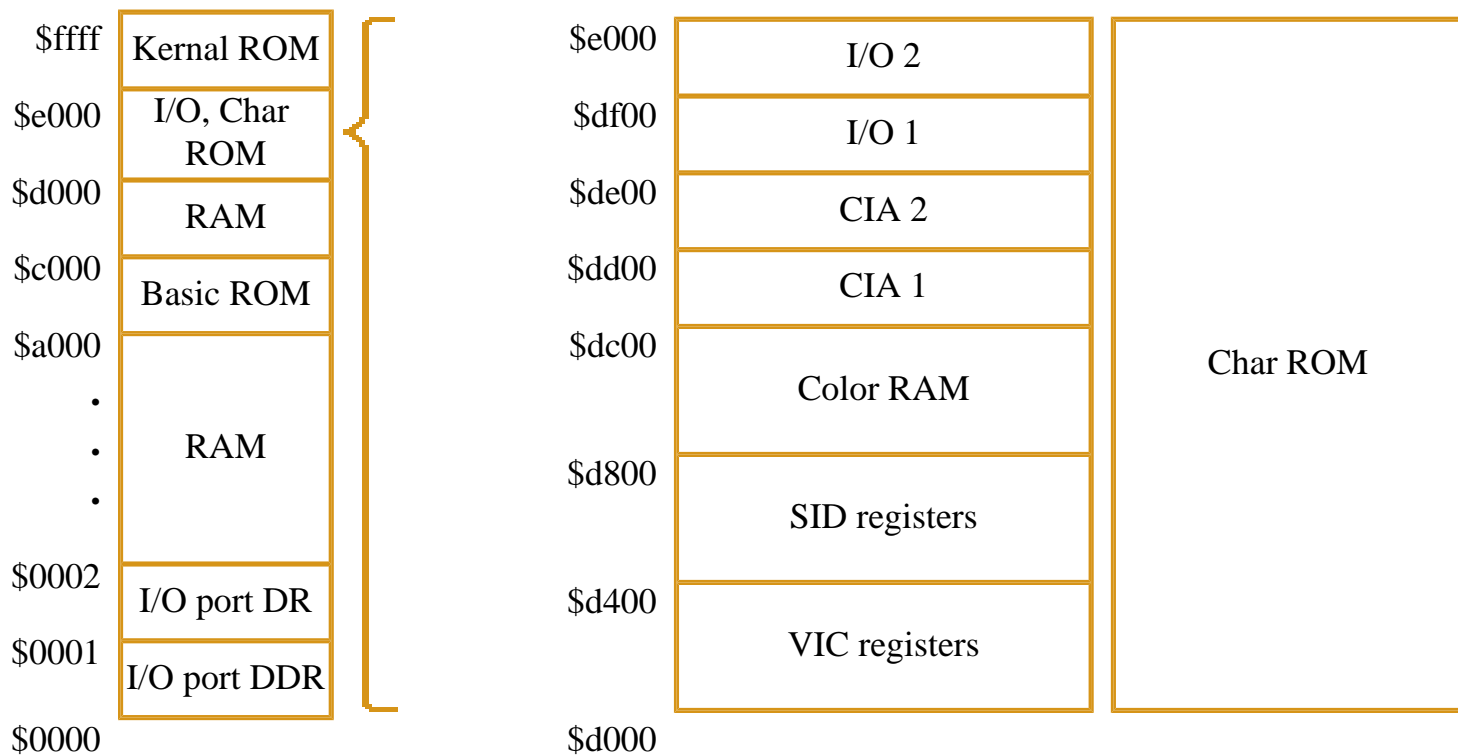 $ffff
Kernal ROM
$e000
I/O, Char
ROM
$d000
RAM
$c000
Basic ROM
$a000
.
.
.
RAM
$0002
I/O port DR
$0001
I/O port DDR
$0000
$e000
I/O 2
$df00
I/O 1
$de00
CIA 2
$dd00
CIA 1
$dc00
Color RAM
$d800
SID registers
$d400
VIC registers
$d000
Char ROM